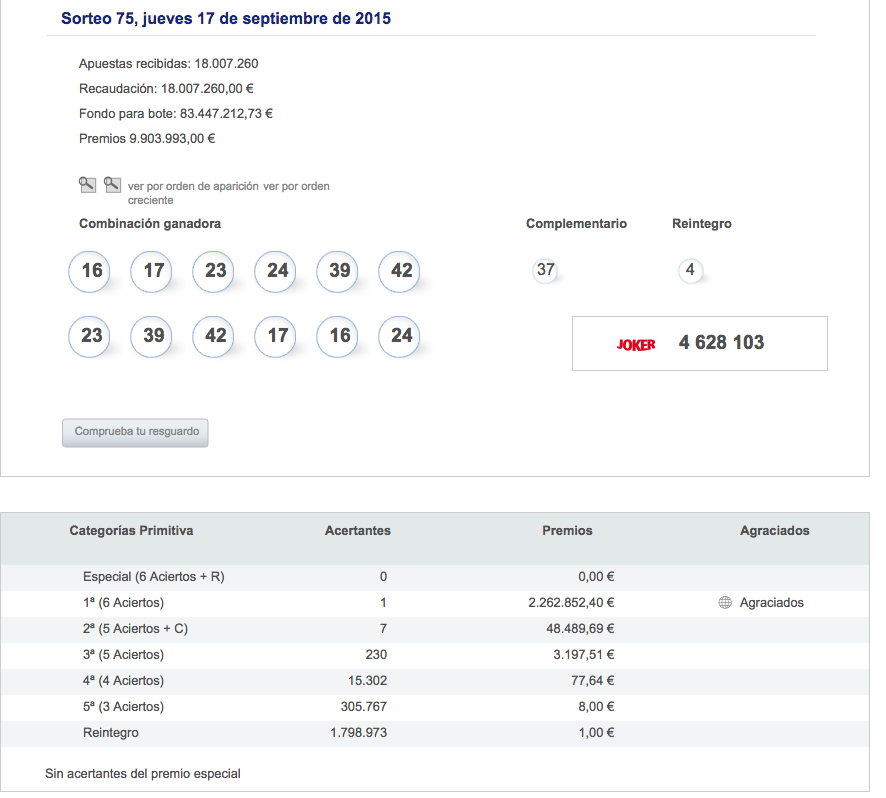 Sorteo 75, jueves 17 de septiembre de 2015
Apuestas recibidas: 18.007.260
Recaudación: 18.007.260,00 €
Fondo para bote: 83.447.212,73 €
Premios 9.903.993,00 €
ver por orden de aparición ver por orden
creciente
Combinación ganadora Complementario Reintegro
16 17 23 24 39 42 37 4
23 39 42 17 16 24 JOKER 4 628 103
Comprueba tu resguardo
Categorías Primitiva Acertantes Premios Agraciados
Especial (6 Aciertos + R) 0 0,00 €
1ª (6 Aciertos) 1 2.262.852,40 € Agraciados
2ª (5 Aciertos + C) 7 48.489,69 €
3ª (5 Aciertos) 230 3.197,51 €
4ª (4 Aciertos) 15.302 77,64 €
5ª (3 Aciertos) 305.767 8,00 €
Reintegro 1.798.973 1,00 €
Sin acertantes del premio especial